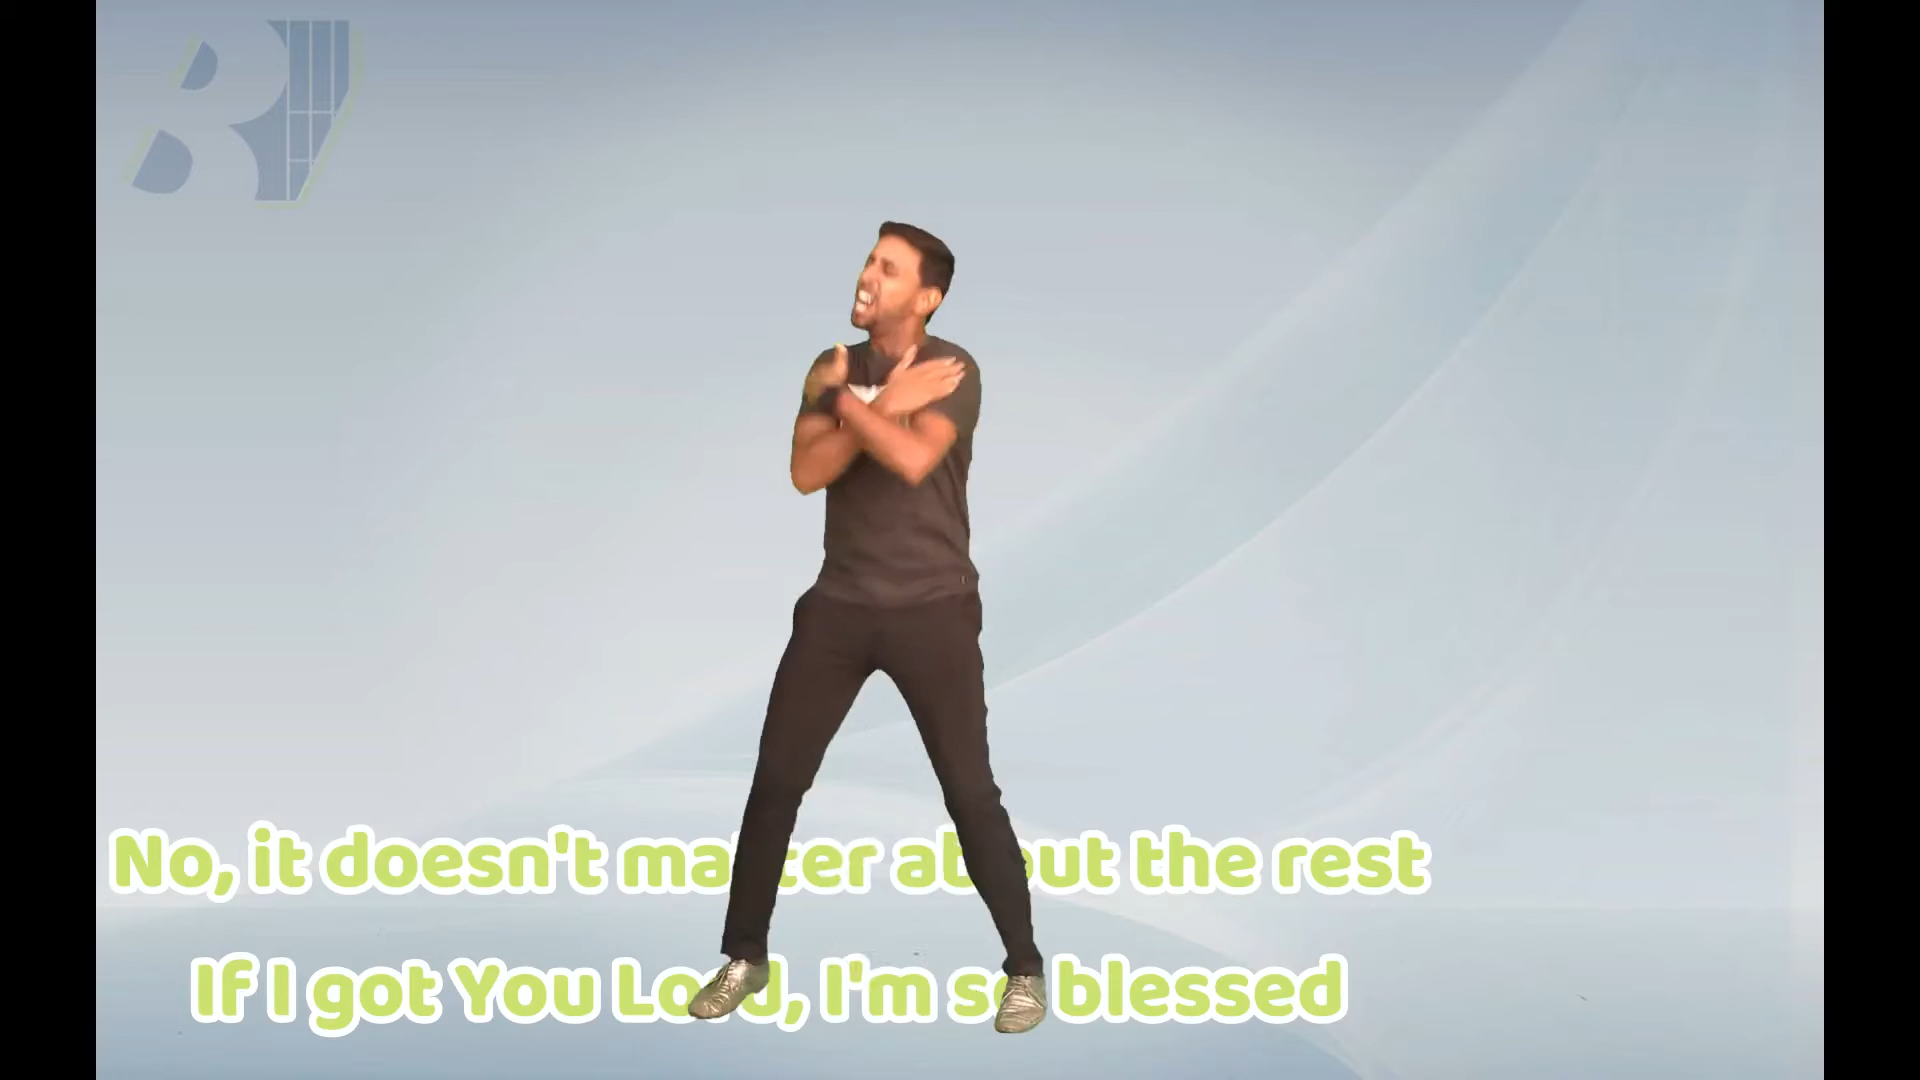 No, it doesn't matter about the rest
If I got You Lord, I'm so blessed